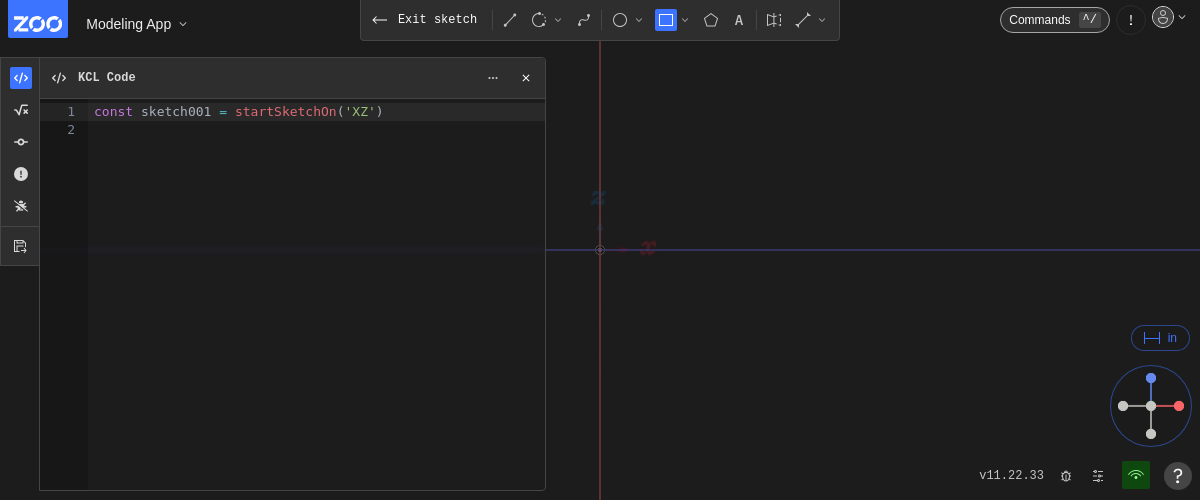 ZOO
Modeling App
Exit sketch
A
Commands ^/
!
KCL Code
1 const sketch001 = startSketchOn('XZ')
2
z
x
in
v11.22.33
?